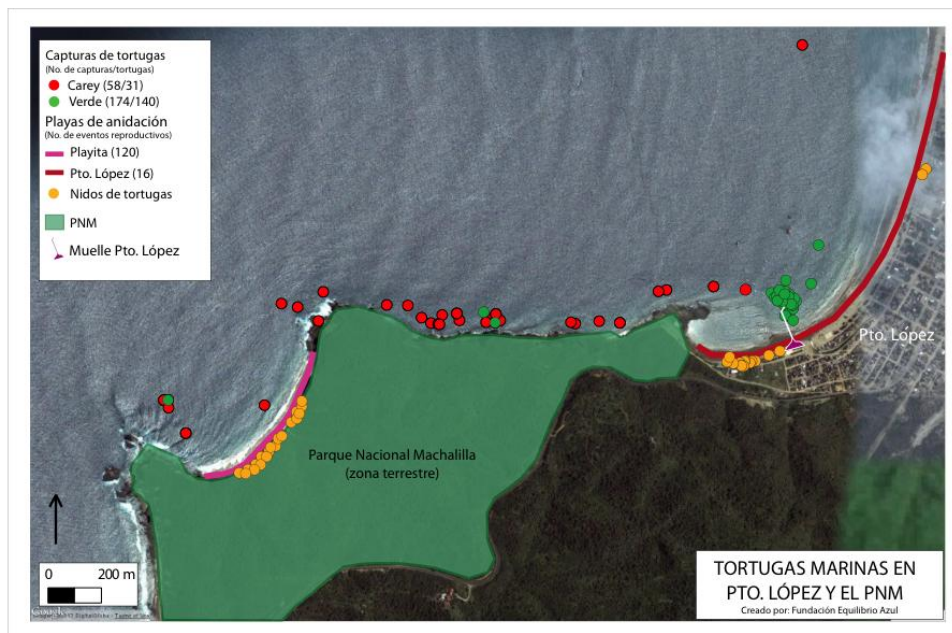 Capturas de tortugas
(No. de capturas/tortugas)
Carey (58/31)
Verde (174/140)
Playas de anidación
(No. de eventos reproductivos)
Playita (120)
Pto. López (16)
Nidos de tortugas
PNM
Muelle Pto. López
Pto. López
Parque Nacional Machalilla
(zona terrestre)
0 200 m
TORTUGAS MARINAS EN
PTO. LÓPEZ Y EL PNM
Creado por: Fundación Equilibrio Azul